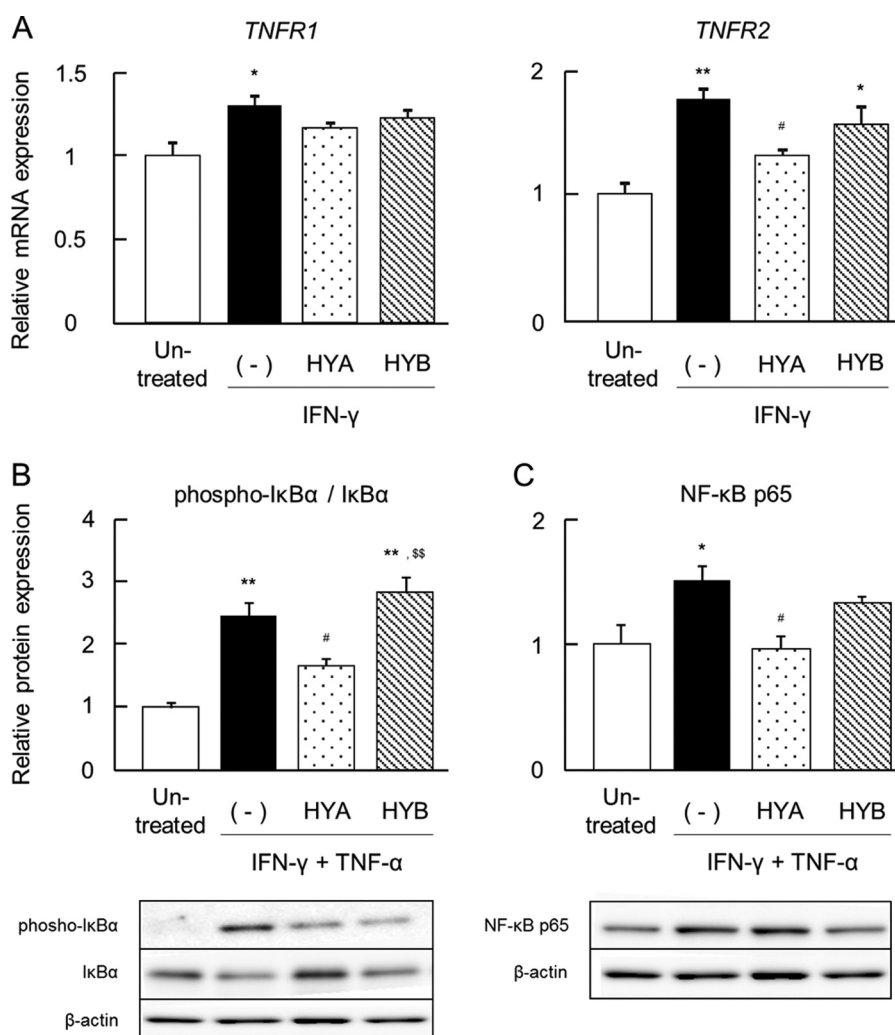 A
TNFR1
TNFR2
Relative mRNA expression
1.5
1
0.5
0
*
2
1
0
**
#
*
Un-
treated
( - )
HYA
HYB
IFN-γ
Un-
treated
( - )
HYA
HYB
IFN-γ
B
phospho-IκBα / IκBα
Relative protein expression
4
3
2
1
0
**
#
** , $$
Un-
treated
( - )
HYA
HYB
IFN-γ + TNF-α
phosho-IκBα
IκBα
β-actin
C
NF-κB p65
2
1
0
*
#
Un-
treated
( - )
HYA
HYB
IFN-γ + TNF-α
NF-κB p65
β-actin